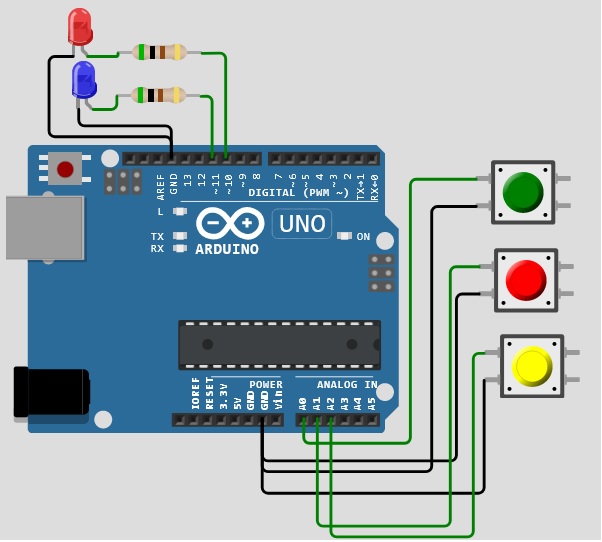 AREF
GND
13
12
~11
~10
~9
8
7
~6
~5
4
~3
2
TX→1
RX←0
DIGITAL (PWM ~)
L
UNO
TX
RX
ON
ARDUINO
POWER
ANALOG IN
IOREF
RESET
3.3V
5V
GND
GND
Vin
A0
A1
A2
A3
A4
A5